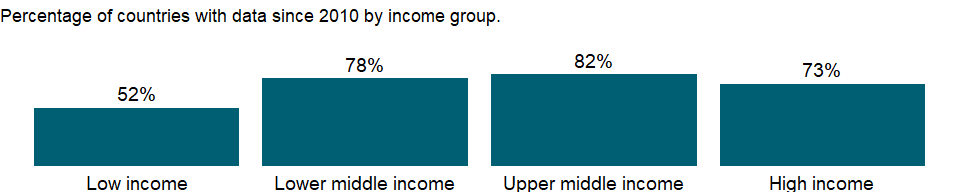 Percentage of countries with data since 2010 by income group.
52%
78%
82%
73%
Low income
Lower middle income
Upper middle income
High income